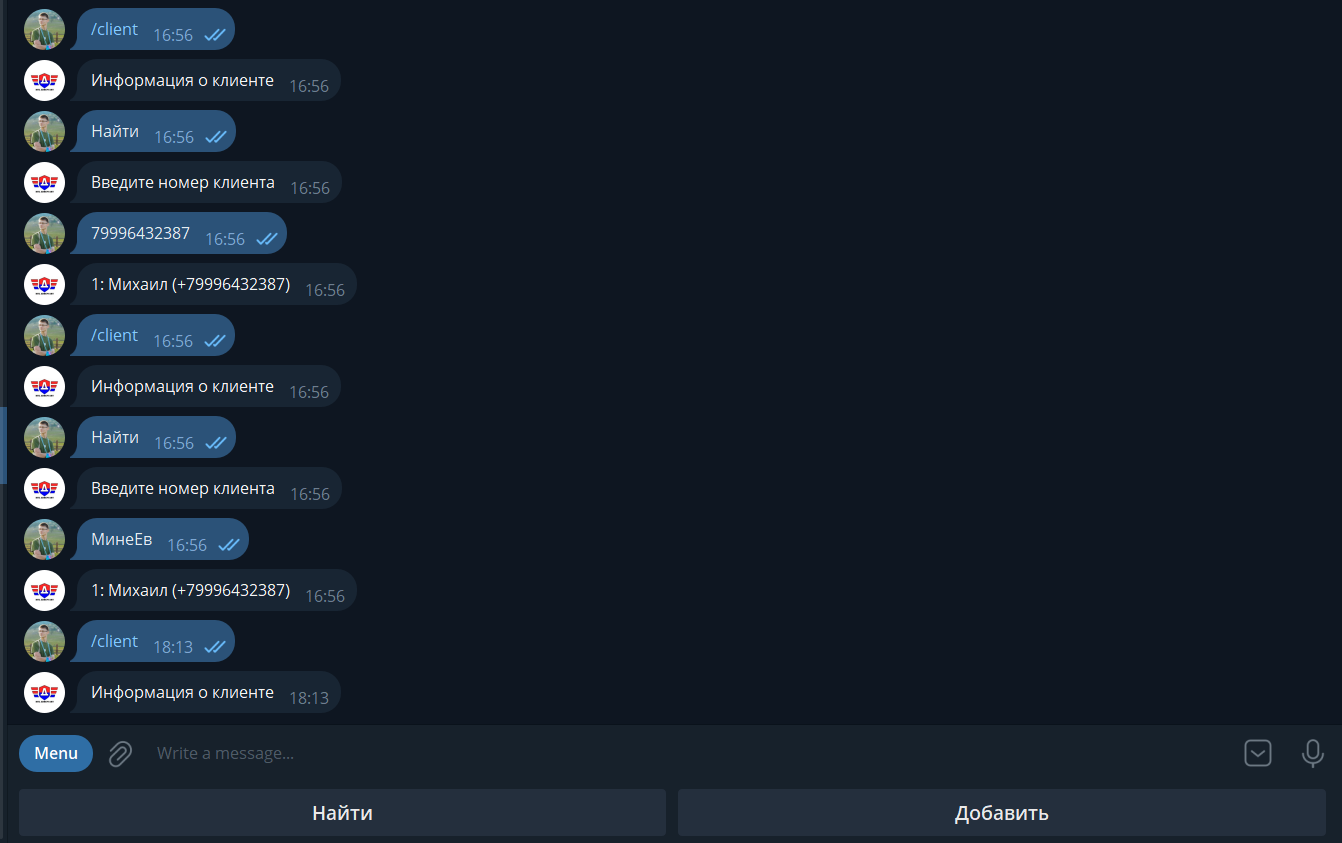 /client 16:56
Информация о клиенте 16:56
Найти 16:56
Введите номер клиента 16:56
79996432387 16:56
1: Михаил (+79996432387) 16:56
/client 16:56
Информация о клиенте 16:56
Найти 16:56
Введите номер клиента 16:56
МинеЕв 16:56
1: Михаил (+79996432387) 16:56
/client 18:13
Информация о клиенте 18:13
Menu Write a message...
Найти Добавить